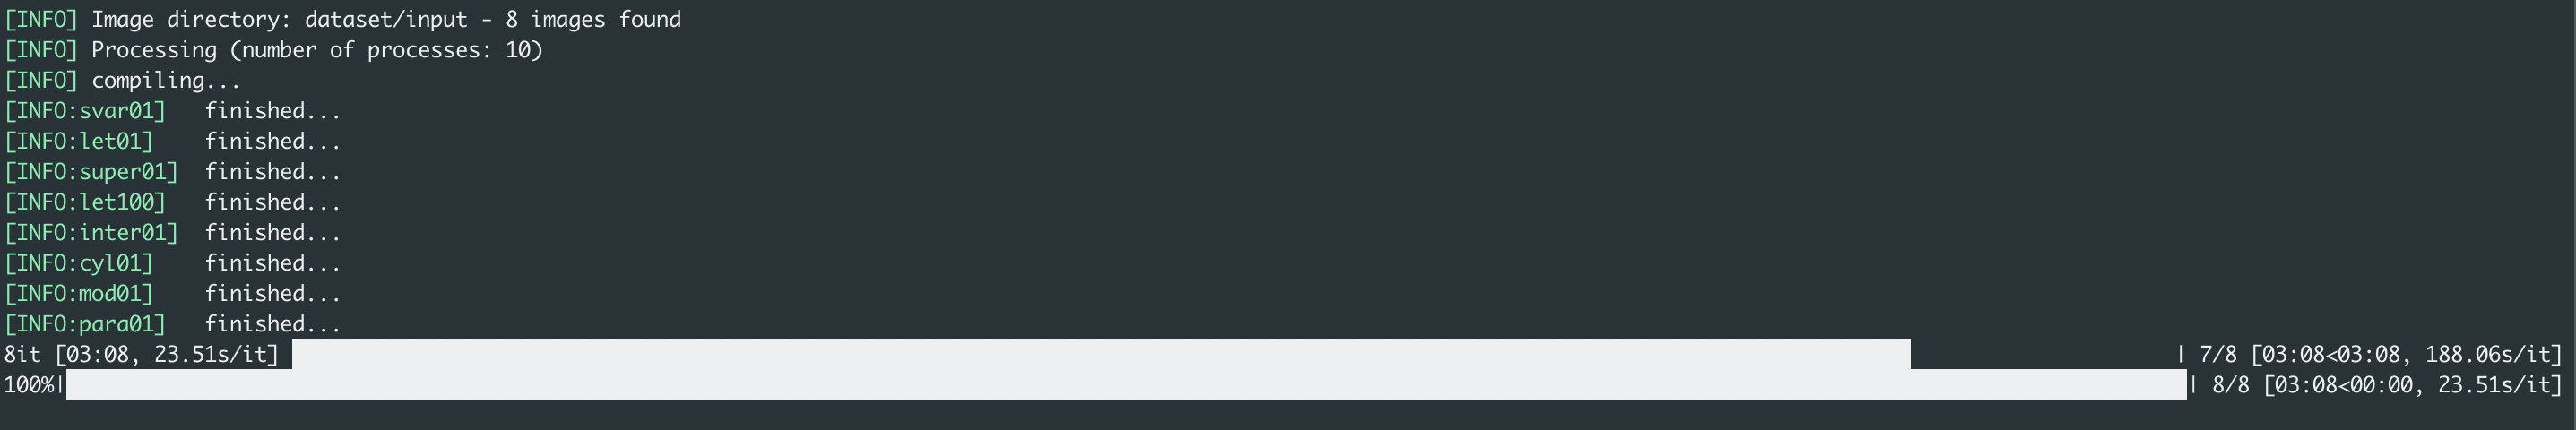 [INFO] Image directory: dataset/input - 8 images found
[INFO] Processing (number of processes: 10)
[INFO] compiling...
[INFO:svar01]   finished...
[INFO:let01]    finished...
[INFO:super01]  finished...
[INFO:let100]   finished...
[INFO:inter01]  finished...
[INFO:cyl01]    finished...
[INFO:mod01]    finished...
[INFO:para01]   finished...
8it [03:08, 23.51s/it] | 7/8 [03:08<03:08, 188.06s/it]
100%| | 8/8 [03:08<00:00, 23.51s/it]